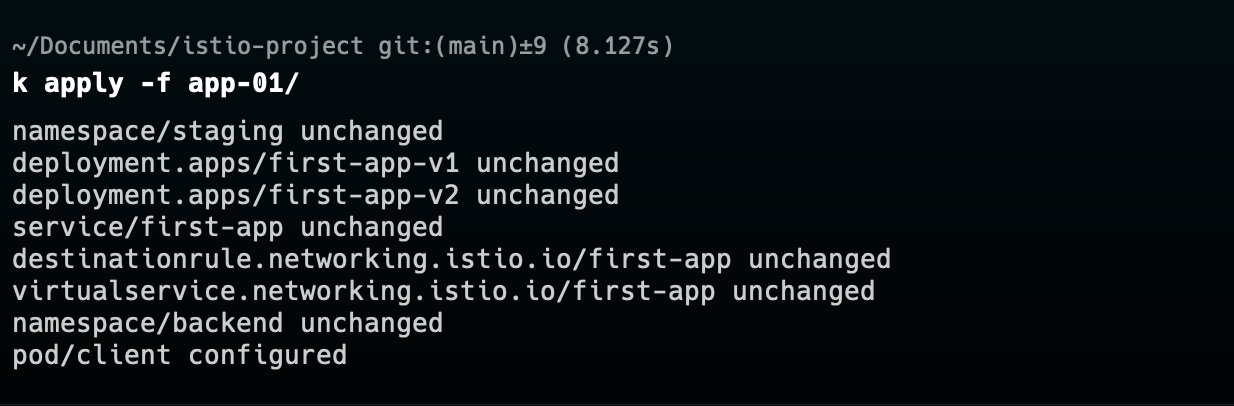 ~/Documents/istio-project git:(main)±9 (8.127s)
k apply -f app-01/
namespace/staging unchanged
deployment.apps/first-app-v1 unchanged
deployment.apps/first-app-v2 unchanged
service/first-app unchanged
destinationrule.networking.istio.io/first-app unchanged
virtualservice.networking.istio.io/first-app unchanged
namespace/backend unchanged
pod/client configured